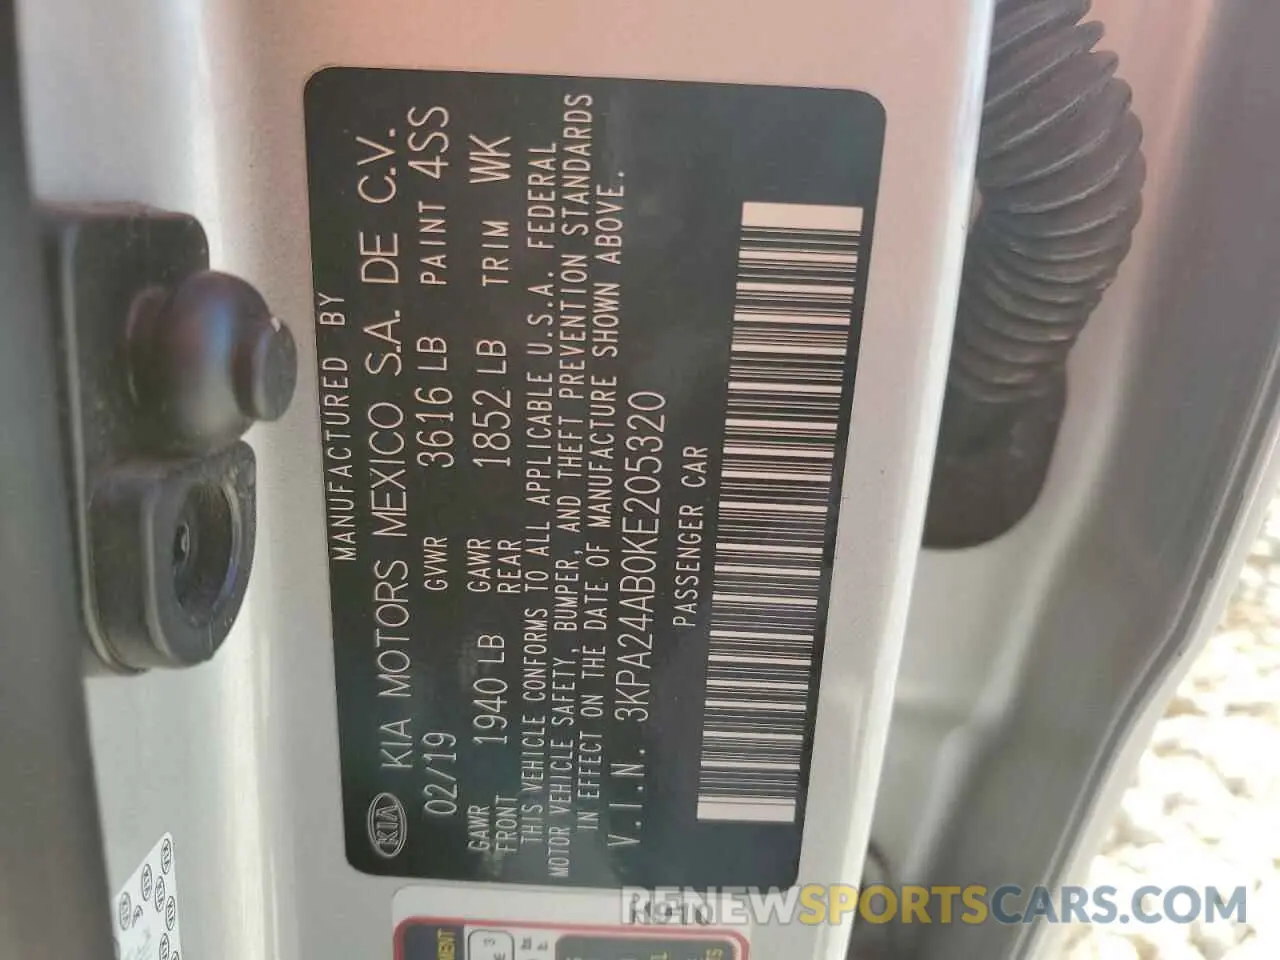 MANUFACTURED BY
KIA KIA MOTORS MEXICO S.A. DE C.V.
02/19 GVWR 3616 LB PAINT 4SS
GAWR FRONT 1940 LB GAWR REAR 1852 LB TRIM WK
THIS VEHICLE CONFORMS TO ALL APPLICABLE U.S.A. FEDERAL
MOTOR VEHICLE SAFETY, BUMPER, AND THEFT PREVENTION STANDARDS
IN EFFECT ON THE DATE OF MANUFACTURE SHOWN ABOVE.
V.I.N. 3KPA24AB0KE205320
PASSENGER CAR
RENEWSPORTSCARS.COM